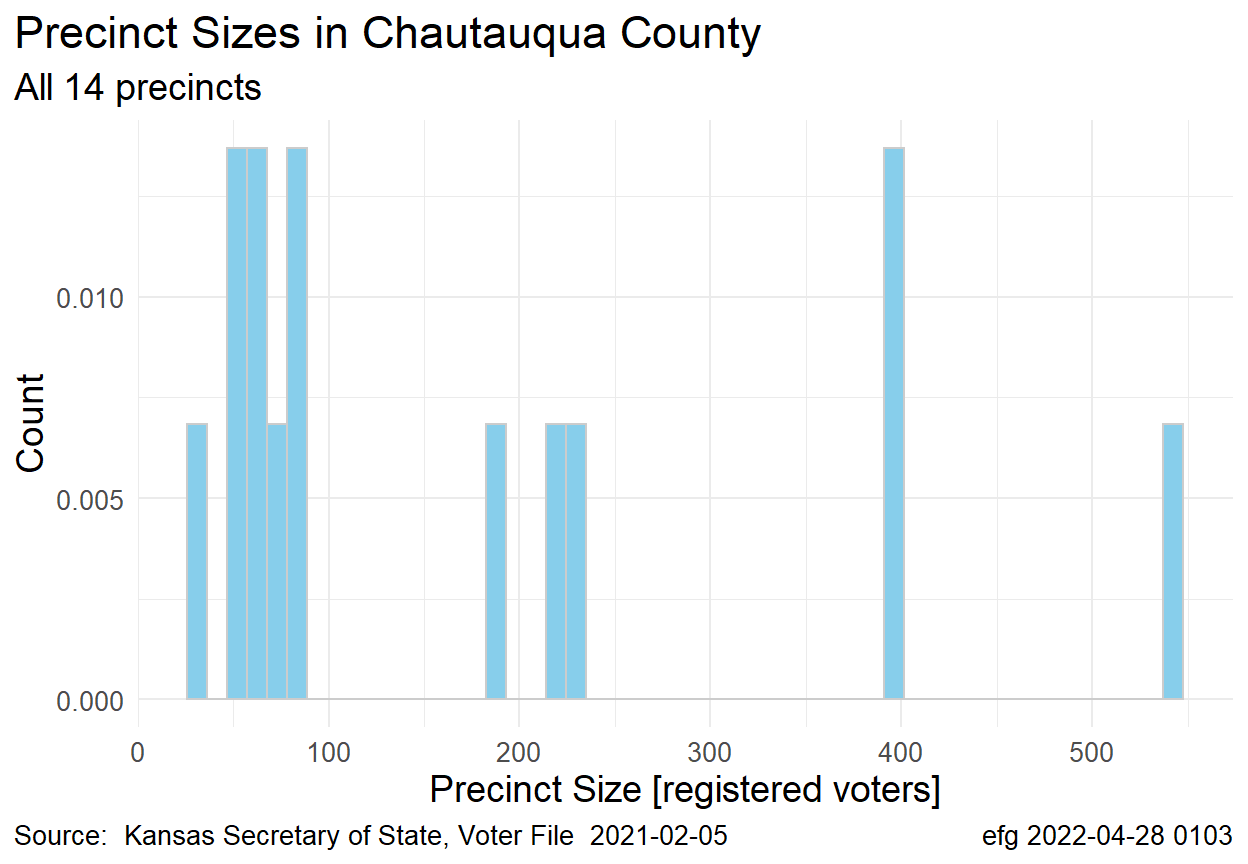 Precinct Sizes in Chautauqua County
All 14 precincts
0.010
0.005
0.000
Count
0 100 200 300 400 500
Precinct Size [registered voters]
Source:  Kansas Secretary of State, Voter File  2021-02-05
efg 2022-04-28 0103